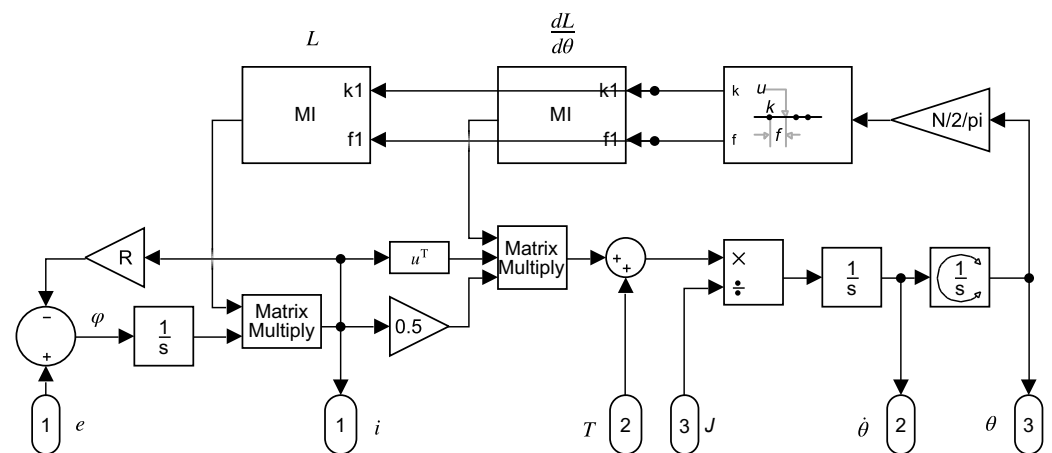 L
dL
dθ
k1
MI
f1
k1
MI
f1
k
f
u
k
f
N/2/pi
R
u^T
Matrix
Multiply
+
+
×
÷
1
s
1
s
−
+
φ
1
s
Matrix
Multiply
0.5
1
e
1
i
T
2
3
J
θ̇
2
θ
3